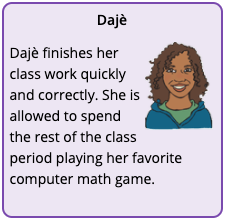 Dajè
Dajè finishes her
class work quickly
and correctly. She is
allowed to spend
the rest of the class
period playing her favorite
computer math game.